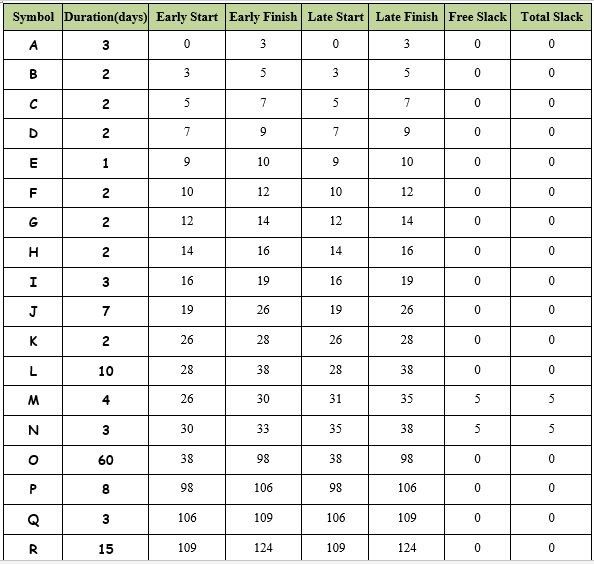 Symbol Duration(days) Early Start Early Finish Late Start Late Finish Free Slack Total Slack
A 3 0 3 0 3 0 0
B 2 3 5 3 5 0 0
C 2 5 7 5 7 0 0
D 2 7 9 7 9 0 0
E 1 9 10 9 10 0 0
F 2 10 12 10 12 0 0
G 2 12 14 12 14 0 0
H 2 14 16 14 16 0 0
I 3 16 19 16 19 0 0
J 7 19 26 19 26 0 0
K 2 26 28 26 28 0 0
L 10 28 38 28 38 0 0
M 4 26 30 31 35 5 5
N 3 30 33 35 38 5 5
O 60 38 98 38 98 0 0
P 8 98 106 98 106 0 0
Q 3 106 109 106 109 0 0
R 15 109 124 109 124 0 0